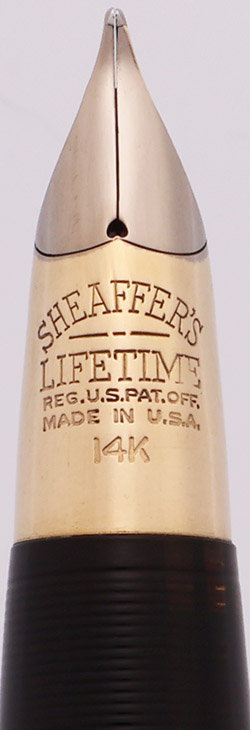 SHEAFFER'S
LIFETIME
REG.U.S.PAT.OFF.
MADE IN U.S.A.
14K